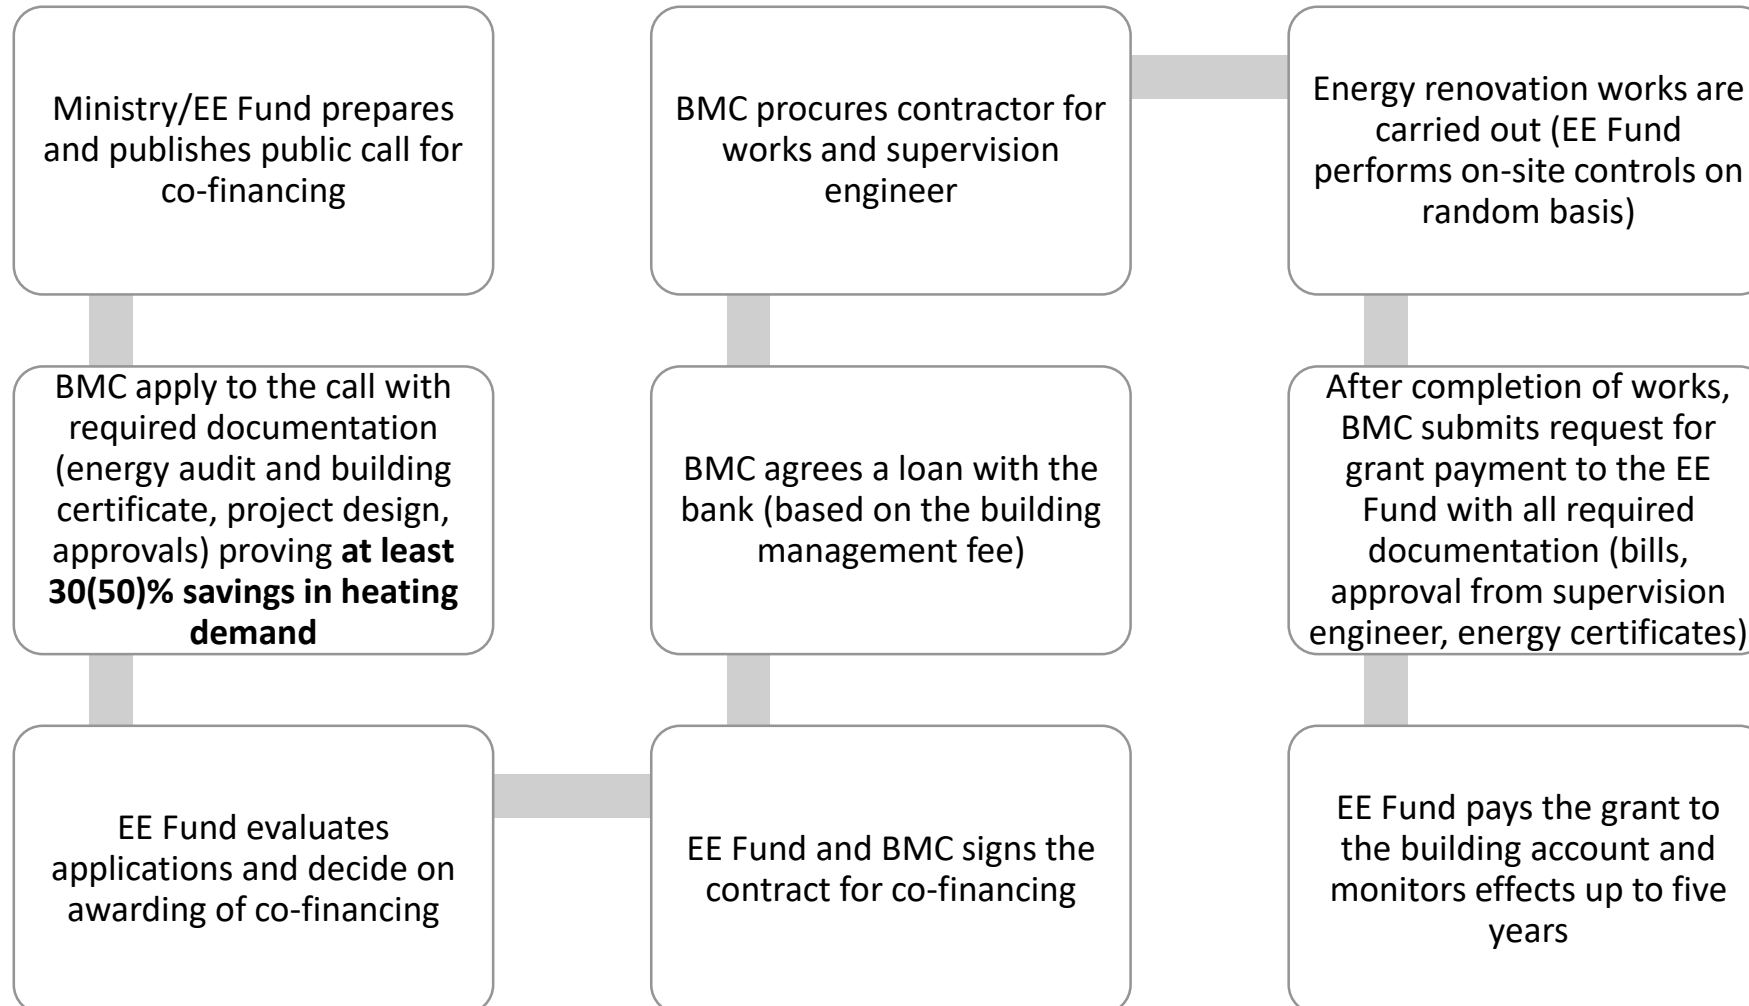 Ministry/EE Fund prepares
and publishes public call for
co-financing
BMC apply to the call with
required documentation
(energy audit and building
certificate, project design,
approvals) proving at least
30(50)% savings in heating
demand
EE Fund evaluates
applications and decide on
awarding of co-financing
EE Fund and BMC signs the
contract for co-financing
BMC agrees a loan with the
bank (based on the building
management fee)
BMC procures contractor for
works and supervision
engineer
Energy renovation works are
carried out (EE Fund
performs on-site controls on
random basis)
After completion of works,
BMC submits request for
grant payment to the EE
Fund with all required
documentation (bills,
approval from supervision
engineer, energy certificates)
EE Fund pays the grant to
the building account and
monitors effects up to five
years